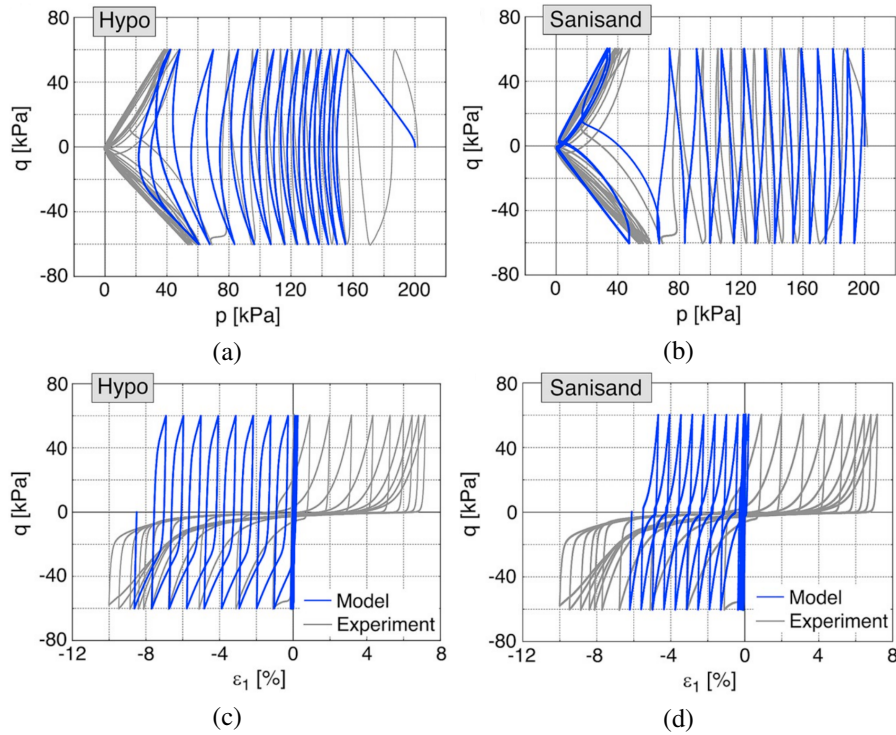 Hypo
80
40
0
-40
-80
q [kPa]
0
40
80
120
160
200
p [kPa]
(a)
Sanisand
80
40
0
-40
-80
q [kPa]
0
40
80
120
160
200
p [kPa]
(b)
Hypo
80
40
0
-40
-80
q [kPa]
Model
Experiment
-12
-8
-4
0
4
8
ε1 [%]
(c)
Sanisand
80
40
0
-40
-80
q [kPa]
Model
Experiment
-12
-8
-4
0
4
8
ε1 [%]
(d)